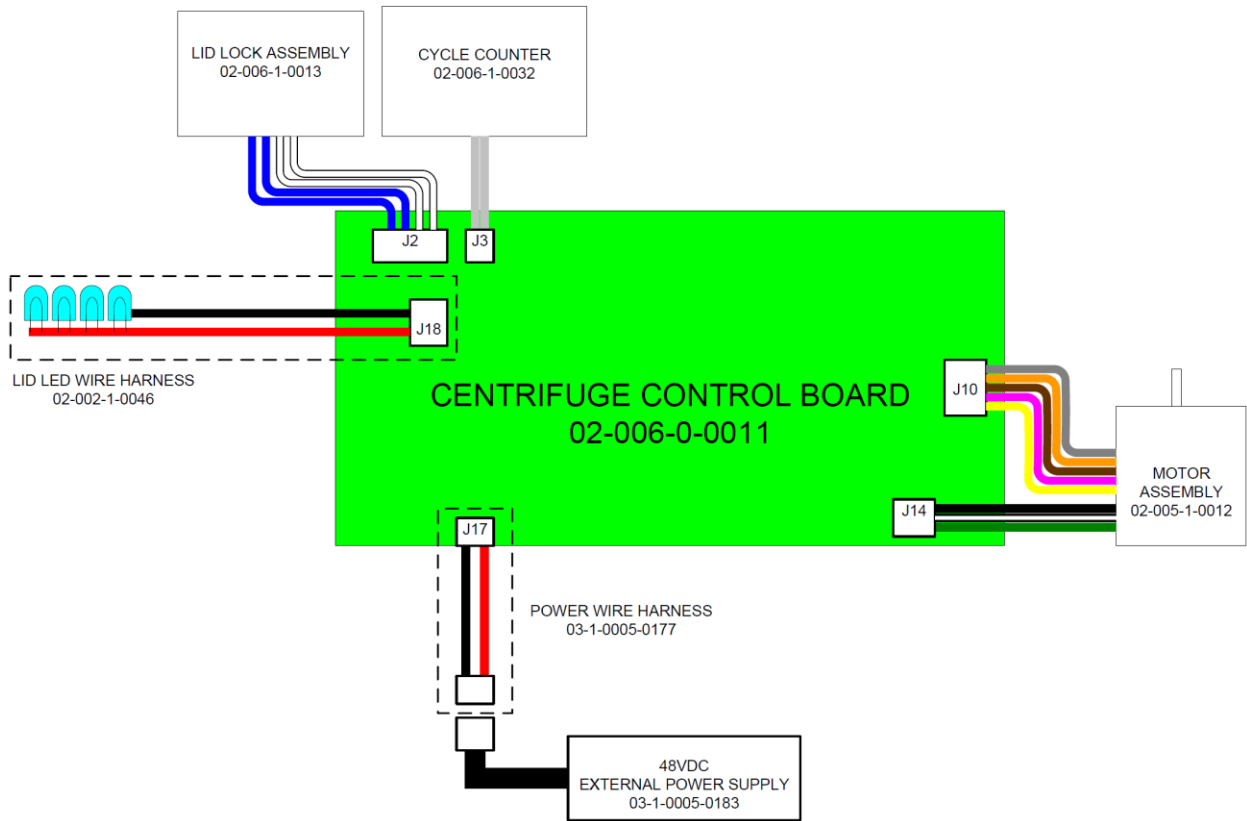 LID LOCK ASSEMBLY
02-006-1-0013
CYCLE COUNTER
02-006-1-0032
J2
J3
J18
LID LED WIRE HARNESS
02-002-1-0046
CENTRIFUGE CONTROL BOARD
02-006-0-0011
J10
MOTOR
ASSEMBLY
02-005-1-0012
J14
J17
POWER WIRE HARNESS
03-1-0005-0177
48VDC
EXTERNAL POWER SUPPLY
03-1-0005-0183